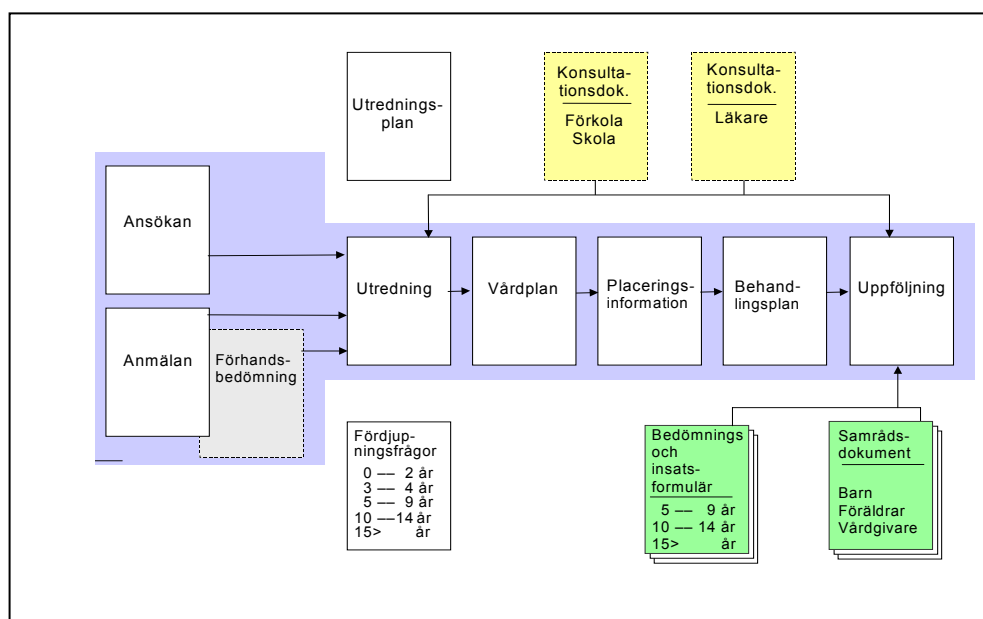 Utrednings-
plan
Konsulta-
tionsdok.
Förkola
Skola
Konsulta-
tionsdok.
Läkare
Ansökan
Anmälan
Förhands-
bedömning
Utredning
Vårdplan
Placerings-
information
Behand-
lingsplan
Uppföljning
Fördjup-
ningsfrågor
0 — 2 år
3 — 4 år
5 — 9 år
10 —14 år
15> år
Bedömnings
och
insats-
formulär
5 — 9 år
10 — 14 år
15> år
Samråds-
dokument
Barn
Föräldrar
Vårdgivare